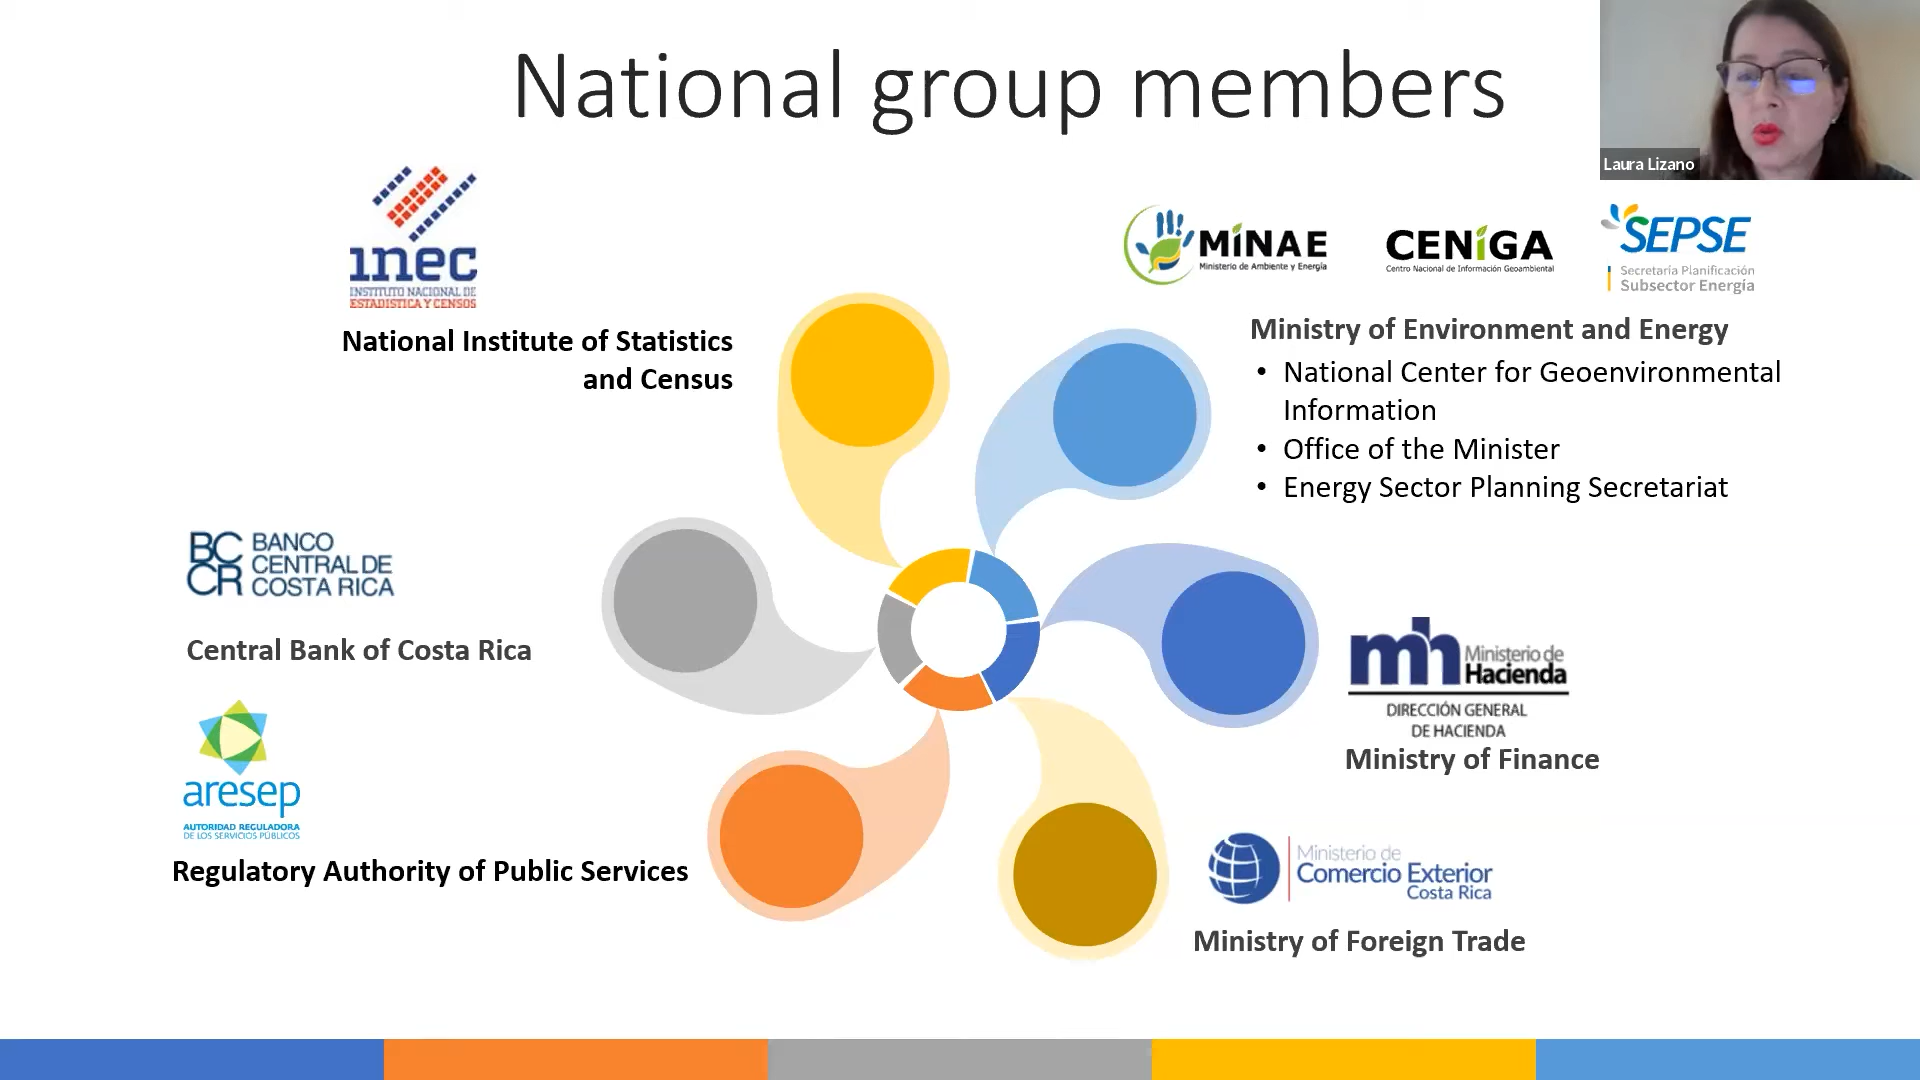 National group members
Laura Lizano
inec
INSTITUTO NACIONAL DE
ESTADÍSTICA Y CENSOS
National Institute of Statistics
and Census
MINAE
Ministerio de Ambiente y Energía
CENIGA
Centro Nacional de Información Geoambiental
SEPSE
Secretaría Planificación
Subsector Energía
Ministry of Environment and Energy
• National Center for Geoenvironmental
Information
• Office of the Minister
• Energy Sector Planning Secretariat
BC
CR
BANCO
CENTRAL DE
COSTA RICA
Central Bank of Costa Rica
mh
Ministerio de
Hacienda
DIRECCIÓN GENERAL
DE HACIENDA
Ministry of Finance
aresep
AUTORIDAD REGULADORA
DE LOS SERVICIOS PÚBLICOS
Regulatory Authority of Public Services
Ministerio de
Comercio Exterior
Costa Rica
Ministry of Foreign Trade